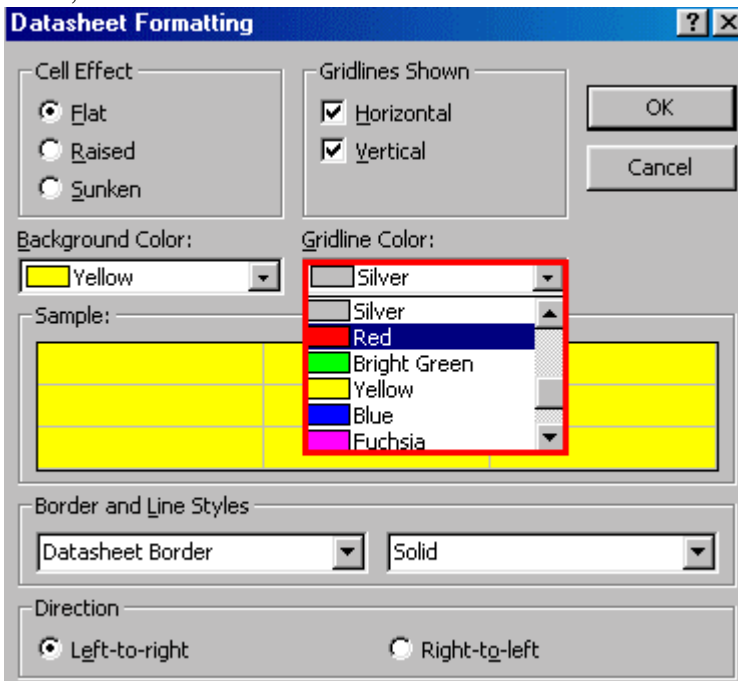 Datasheet Formatting
Cell Effect
Flat
Raised
Sunken
Gridlines Shown
Horizontal
Vertical
OK
Cancel
Background Color:
Yellow
Gridline Color:
Silver
Silver
Red
Bright Green
Yellow
Blue
Fuchsia
Sample:
Border and Line Styles
Datasheet Border
Solid
Direction
Left-to-right
Right-to-left